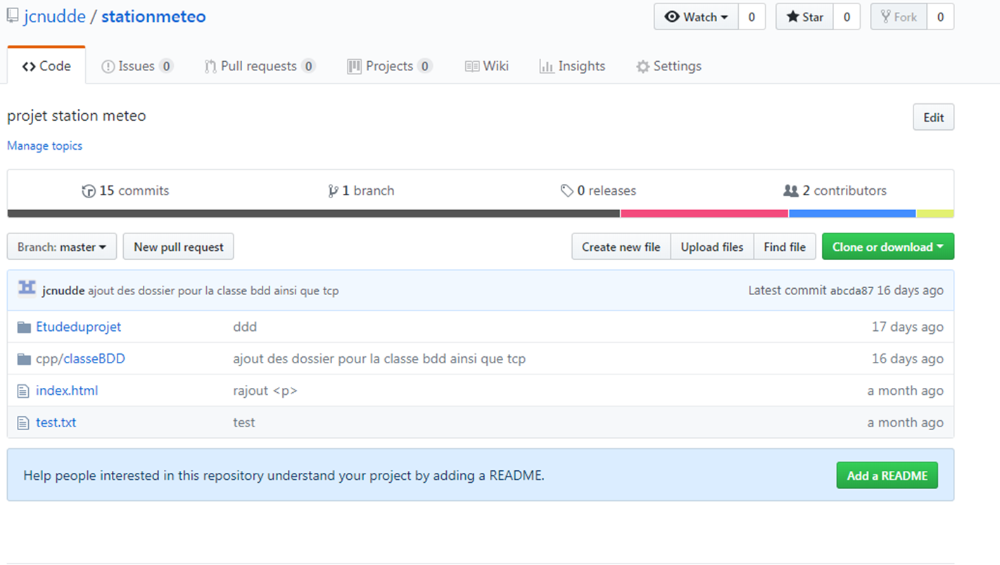 jcnudde / stationmeteo Watch 0 Star 0 Fork 0
Code Issues 0 Pull requests 0 Projects 0 Wiki Insights Settings
projet station meteo Edit
Manage topics
15 commits 1 branch 0 releases 2 contributors
Branch: master New pull request Create new file Upload files Find file Clone or download
jcnudde ajout des dossier pour la classe bdd ainsi que tcp Latest commit abcda87 16 days ago
Etudeduprojet ddd 17 days ago
cpp/classeBDD ajout des dossier pour la classe bdd ainsi que tcp 16 days ago
index.html rajout <p> a month ago
test.txt test a month ago
Help people interested in this repository understand your project by adding a README. Add a README